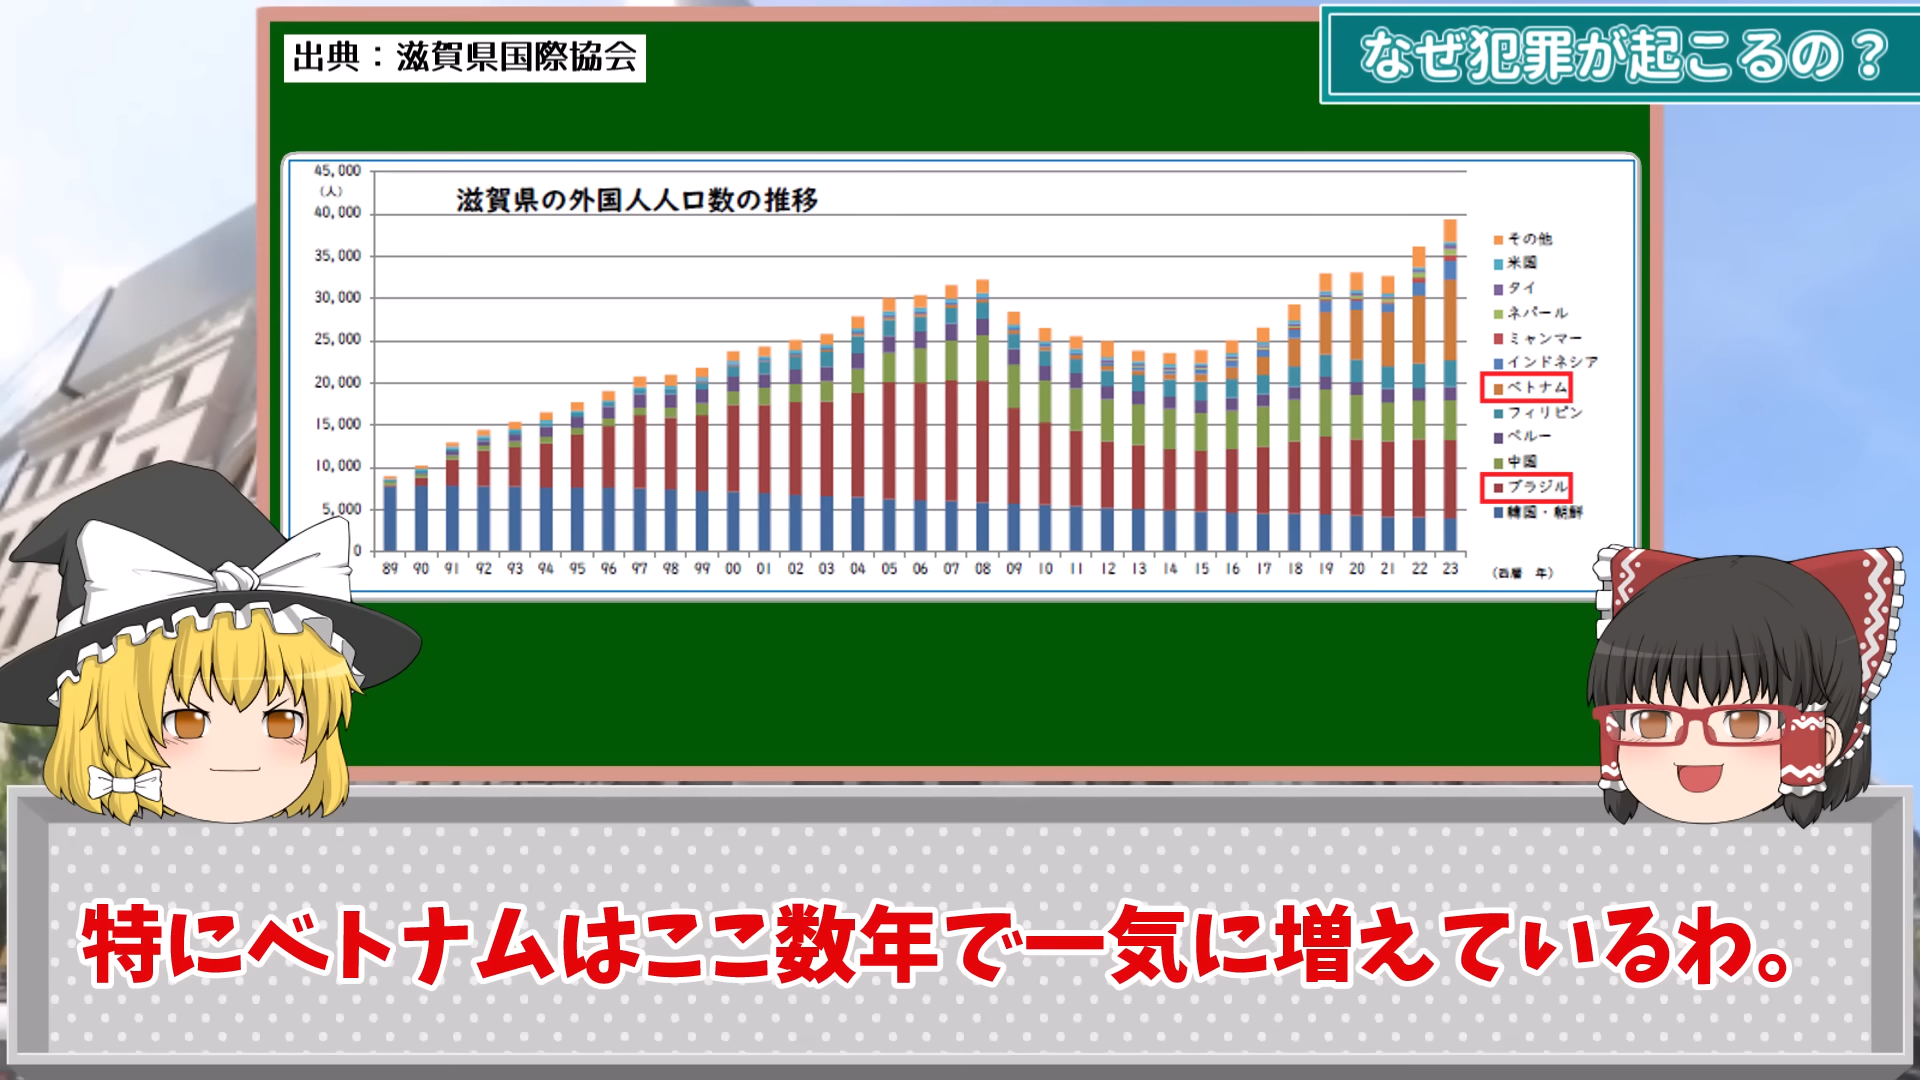 出典：滋賀県国際協会
なぜ犯罪が起こるの？
滋賀県の外国人人口数の推移
45,000
（人）
40,000
35,000
30,000
25,000
20,000
15,000
10,000
5,000
0
89 90 91 92 93 94 95 96 97 98 99 00 01 02 03 04 05 06 07 08 09 10 11 12 13 14 15 16 17 18 19 20 21 22 23
（西暦　年）
その他
米国
タイ
ネパール
ミャンマー
インドネシア
ベトナム
フィリピン
ペルー
中国
ブラジル
韓国・朝鮮
特にベトナムはここ数年で一気に増えているわ。